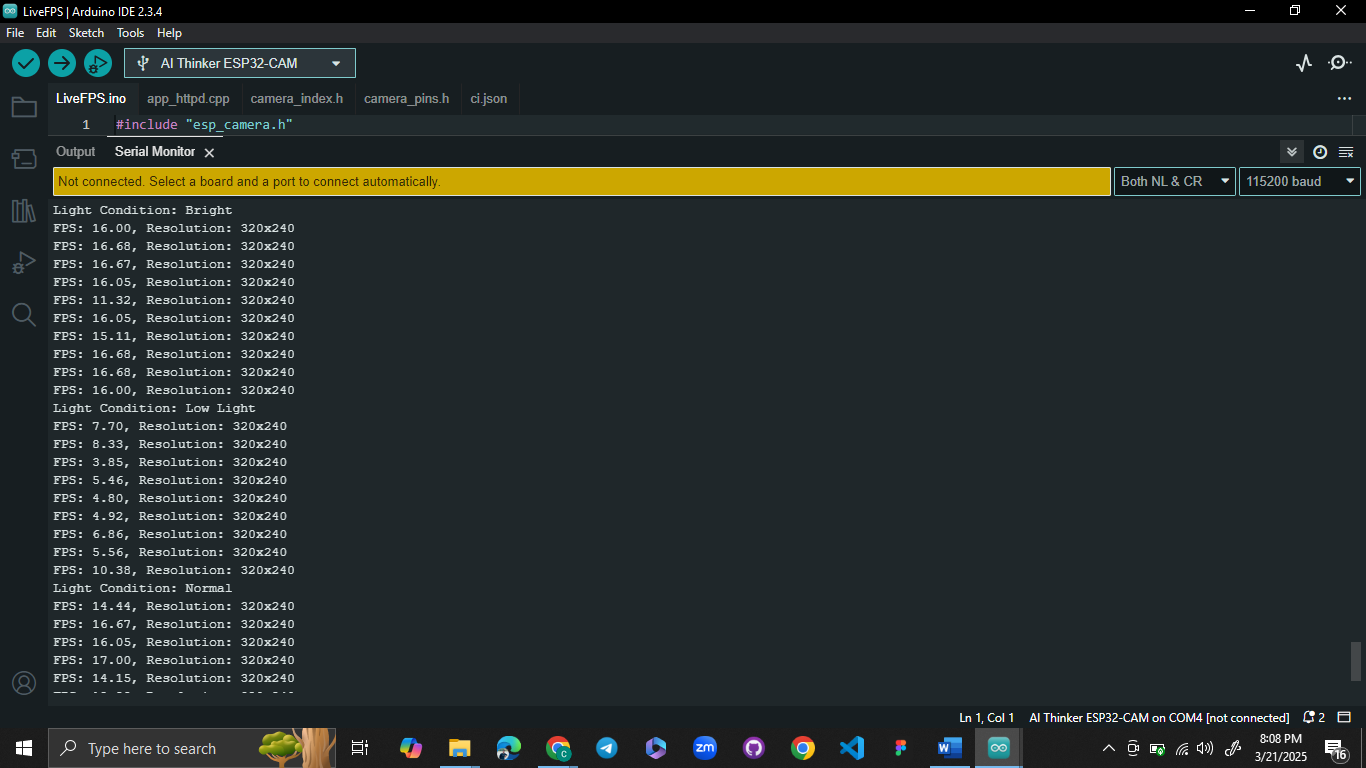 LiveFPS | Arduino IDE 2.3.4
File Edit Sketch Tools Help
AI Thinker ESP32-CAM
LiveFPS.ino app_httpd.cpp camera_index.h camera_pins.h ci.json
1 #include "esp_camera.h"
Output Serial Monitor
Not connected. Select a board and a port to connect automatically. Both NL & CR 115200 baud
Light Condition: Bright
FPS: 16.00, Resolution: 320x240
FPS: 16.68, Resolution: 320x240
FPS: 16.67, Resolution: 320x240
FPS: 16.05, Resolution: 320x240
FPS: 11.32, Resolution: 320x240
FPS: 16.05, Resolution: 320x240
FPS: 15.11, Resolution: 320x240
FPS: 16.68, Resolution: 320x240
FPS: 16.68, Resolution: 320x240
FPS: 16.00, Resolution: 320x240
Light Condition: Low Light
FPS: 7.70, Resolution: 320x240
FPS: 8.33, Resolution: 320x240
FPS: 3.85, Resolution: 320x240
FPS: 5.46, Resolution: 320x240
FPS: 4.80, Resolution: 320x240
FPS: 4.92, Resolution: 320x240
FPS: 6.86, Resolution: 320x240
FPS: 5.56, Resolution: 320x240
FPS: 10.38, Resolution: 320x240
Light Condition: Normal
FPS: 14.44, Resolution: 320x240
FPS: 16.67, Resolution: 320x240
FPS: 16.05, Resolution: 320x240
FPS: 17.00, Resolution: 320x240
FPS: 14.15, Resolution: 320x240
Ln 1, Col 1 AI Thinker ESP32-CAM on COM4 [not connected] 2
Type here to search
zm
C
W
8:08 PM
3/21/2025
16